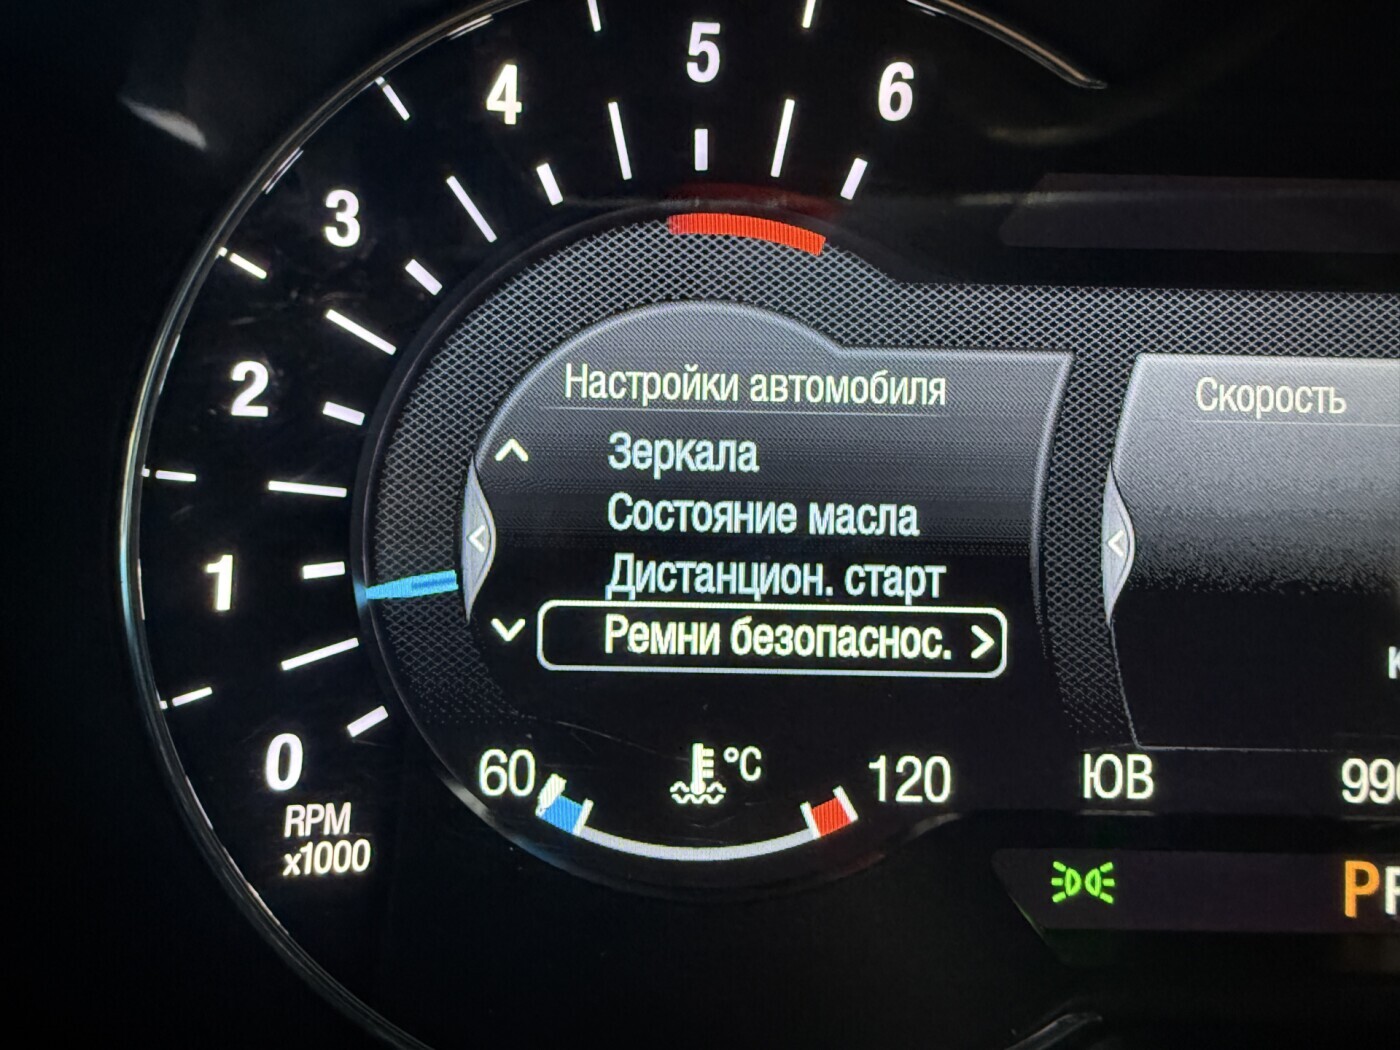 5
4
6
3
2
1
0
RPM
x1000
Настройки автомобиля
Зеркала
Состояние масла
Дистанцион. старт
Ремни безопаснос.
Скорость
60
°C
120
ЮВ
P